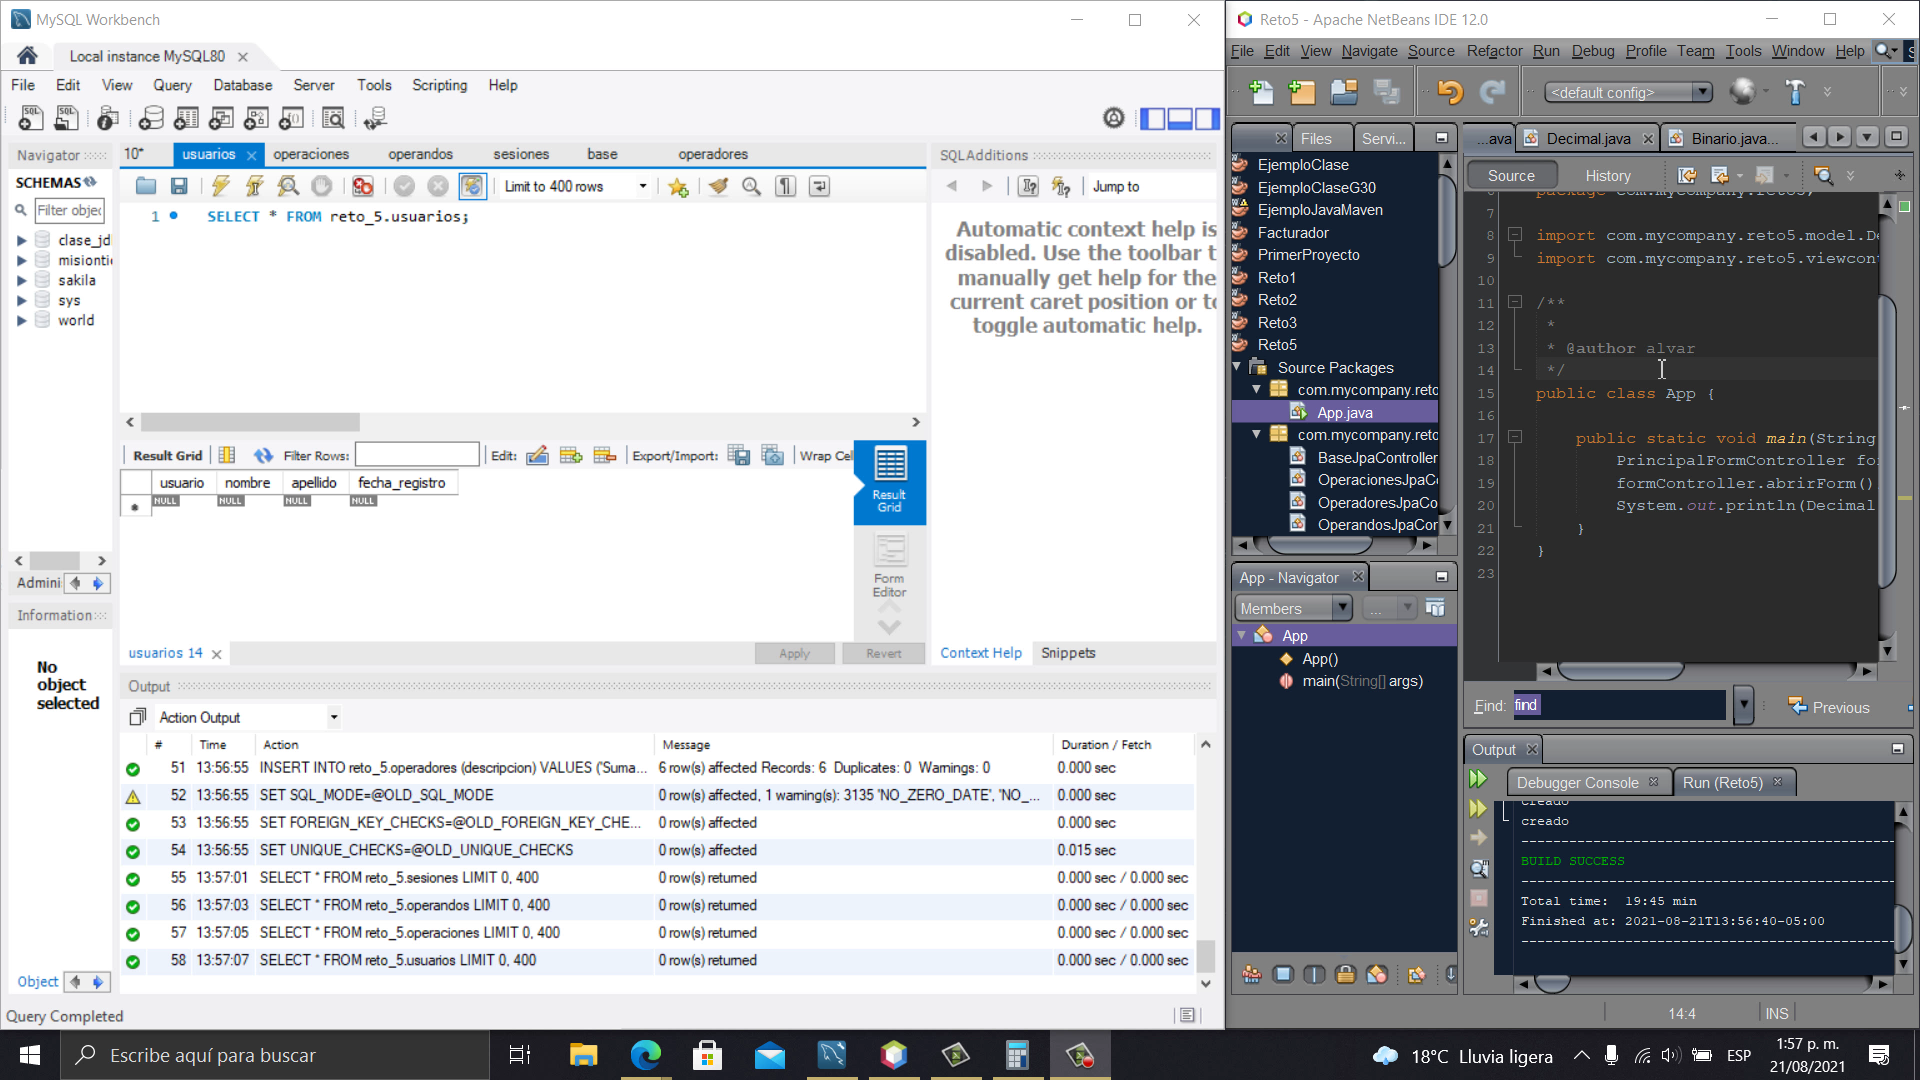 MySQL Workbench
Local instance MySQL80
File Edit View Query Database Server Tools Scripting Help
Navigator
SCHEMAS
Filter objec
clase_jd
misionti
sakila
sys
world
Admini
Information
No
object
selected
Object
Query Completed
10* usuarios operaciones operandos sesiones base operadores
Limit to 400 rows
1 SELECT * FROM reto_5.usuarios;
SQLAdditions
Jump to
Automatic context help is
disabled. Use the toolbar t
manually get help for the
current caret position or to
toggle automatic help.
Result Grid Filter Rows: Edit: Export/Import: Wrap Cel
usuario nombre apellido fecha_registro
NULL NULL NULL NULL
Result
Grid
Form
Editor
usuarios 14
Apply Revert
Context Help Snippets
Output
Action Output
# Time Action Message Duration / Fetch
51 13:56:55 INSERT INTO reto_5.operadores (descripcion) VALUES ('Suma... 6 row(s) affected Records: 6 Duplicates: 0 Warnings: 0 0.000 sec
52 13:56:55 SET SQL_MODE=@OLD_SQL_MODE 0 row(s) affected, 1 warning(s): 3135 'NO_ZERO_DATE', 'NO_... 0.000 sec
53 13:56:55 SET FOREIGN_KEY_CHECKS=@OLD_FOREIGN_KEY_CHE... 0 row(s) affected 0.000 sec
54 13:56:55 SET UNIQUE_CHECKS=@OLD_UNIQUE_CHECKS 0 row(s) affected 0.015 sec
55 13:57:01 SELECT * FROM reto_5.sesiones LIMIT 0, 400 0 row(s) returned 0.000 sec / 0.000 sec
56 13:57:03 SELECT * FROM reto_5.operandos LIMIT 0, 400 0 row(s) returned 0.000 sec / 0.000 sec
57 13:57:05 SELECT * FROM reto_5.operaciones LIMIT 0, 400 0 row(s) returned 0.000 sec / 0.000 sec
58 13:57:07 SELECT * FROM reto_5.usuarios LIMIT 0, 400 0 row(s) returned 0.000 sec / 0.000 sec
Reto5 - Apache NetBeans IDE 12.0
File Edit View Navigate Source Refactor Run Debug Profile Team Tools Window Help
<default config>
Files Servi...
EjemploClase
EjemploClaseG30
EjemploJavaMaven
Facturador
PrimerProyecto
Reto1
Reto2
Reto3
Reto5
Source Packages
com.mycompany.reto
App.java
com.mycompany.reto
BaseJpaController
OperacionesJpaCo
OperadoresJpaCo
OperandosJpaCor
App - Navigator
Members ...
App
App()
main(String[] args)
...ava Decimal.java Binario.java...
Source History
package com.mycompany.reto5;
7
8 import com.mycompany.reto5.model.De
9 import com.mycompany.reto5.viewcont
10
11 /**
12 *
13 * @author alvar
14 */
15 public class App {
16
17 public static void main(String
18 PrincipalFormController for
19 formController.abrirForm()
20 System.out.println(Decimal
21 }
22 }
23
Find: find Previous
Output
Debugger Console Run (Reto5)
creado
creado
BUILD SUCCESS
Total time: 19:45 min
Finished at: 2021-08-21T13:56:40-05:00
14:4 INS
Escribe aquí para buscar
18°C Lluvia ligera ESP
1:57 p. m.
21/08/2021